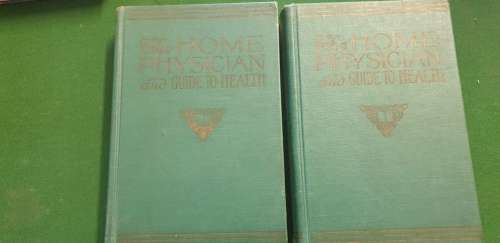 The HOME
PHYSICIAN
and GUIDE TO HEALTH
The HOME
PHYSICIAN
and GUIDE TO HEALTH